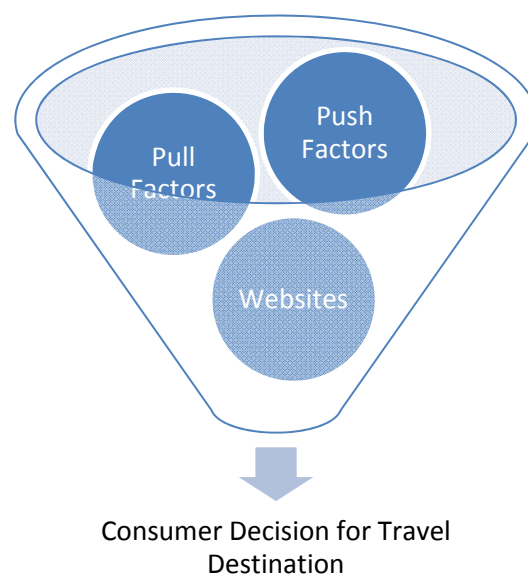 Push
Factors
Pull
Factors
Websites
Consumer Decision for Travel
Destination